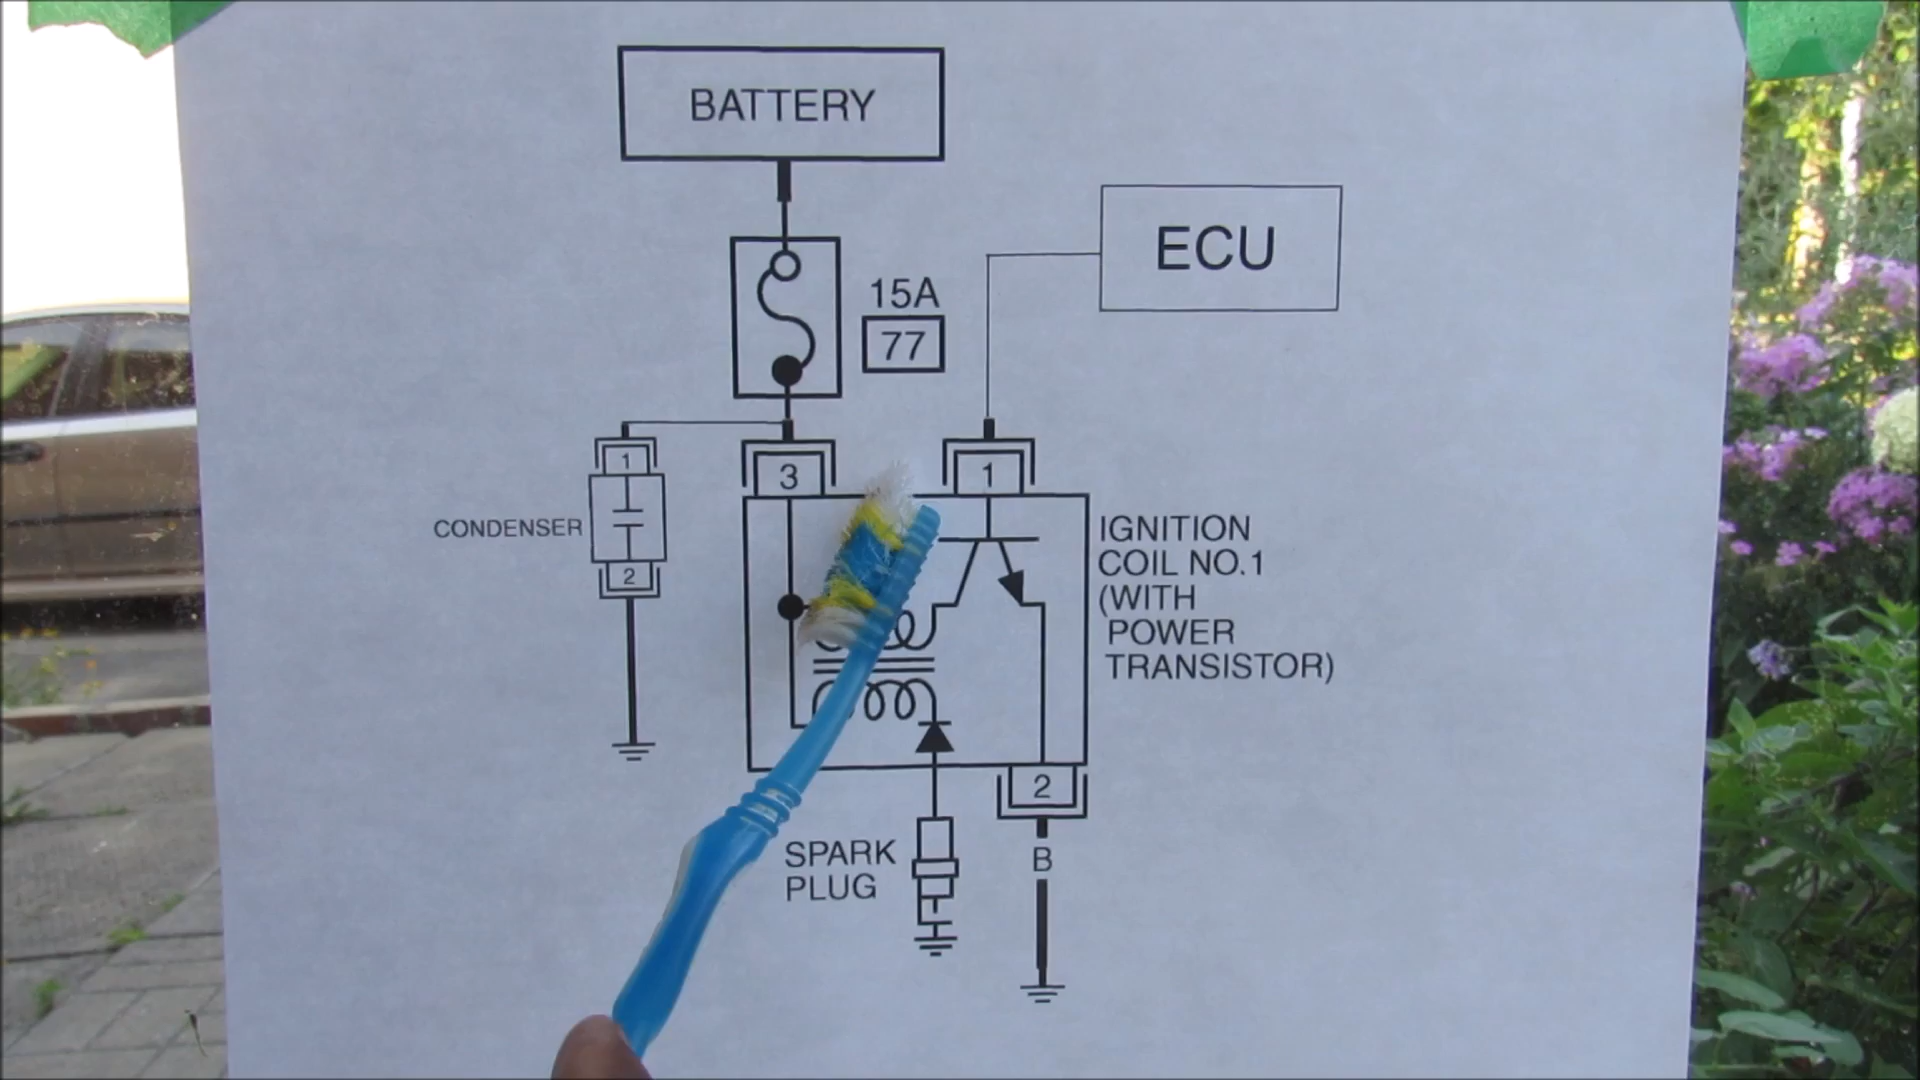 BATTERY
ECU
15A
77
1
3
1
CONDENSER
2
IGNITION
COIL NO.1
(WITH
POWER
TRANSISTOR)
2
SPARK
PLUG
B